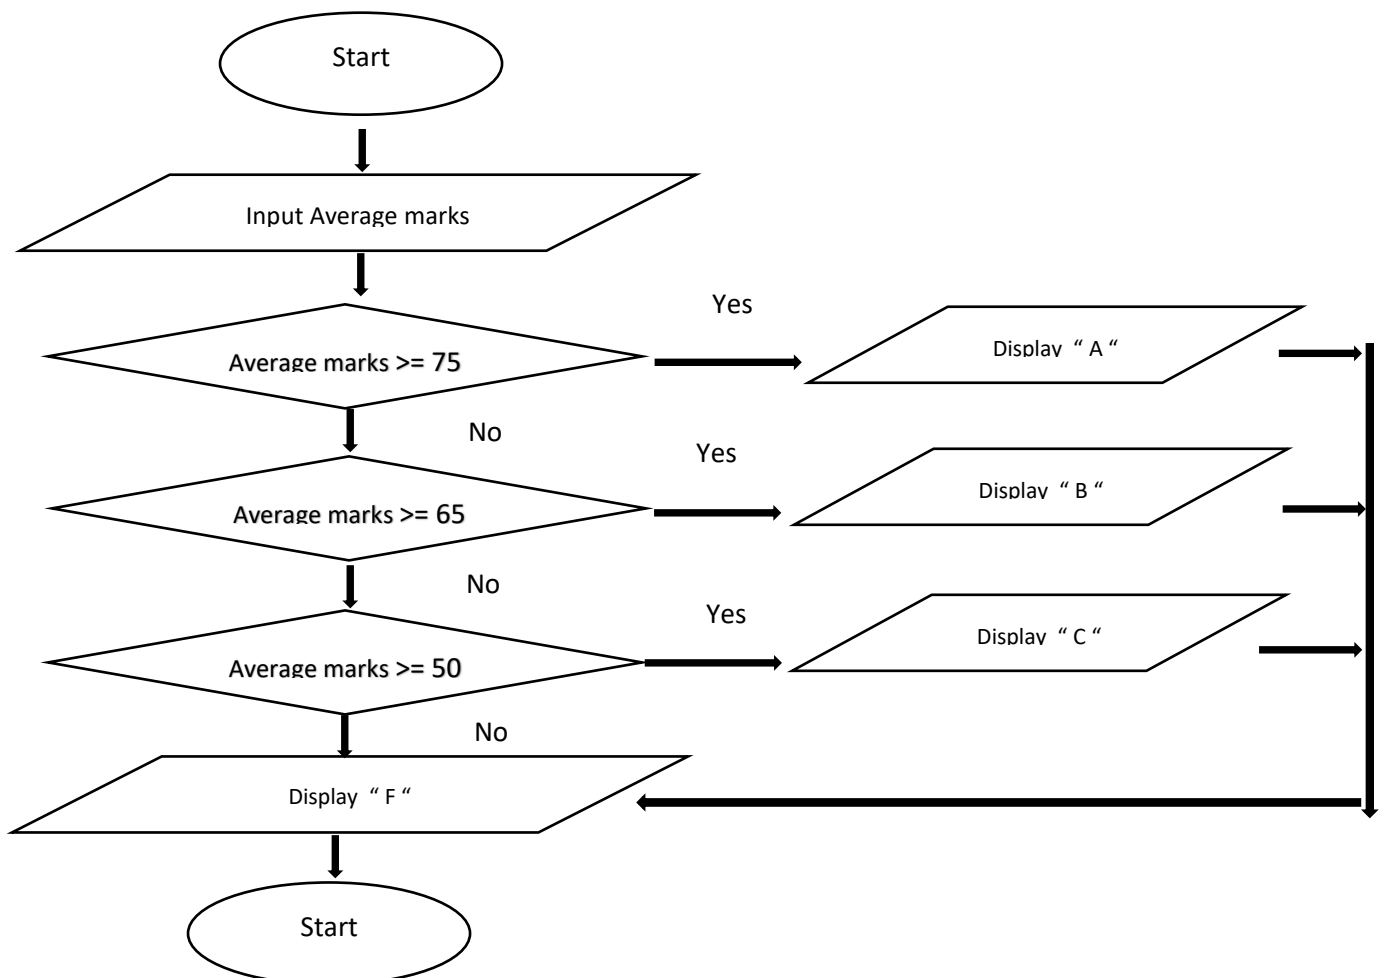 Start
Input Average marks
Yes
Average marks >= 75
Display “ A “
No
Yes
Average marks >= 65
Display “ B “
No
Yes
Average marks >= 50
Display “ C “
No
Display “ F “
Start